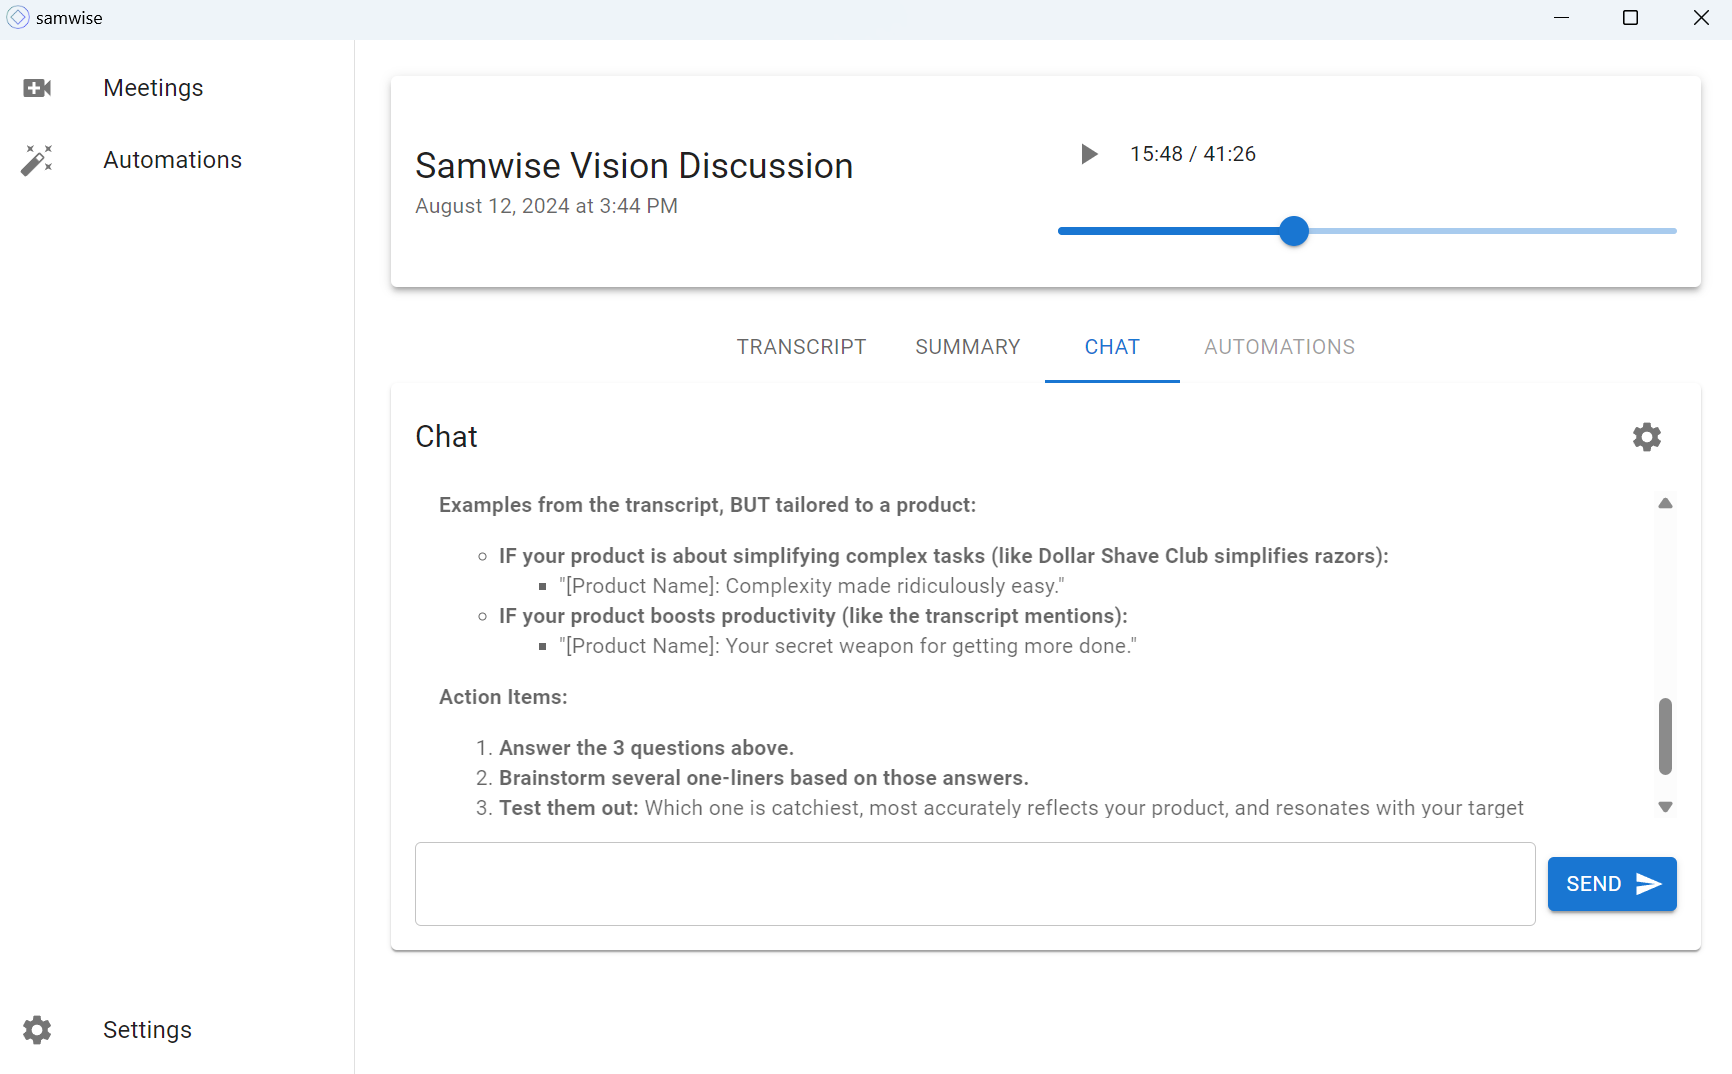 samwise
Meetings
Automations
Samwise Vision Discussion
August 12, 2024 at 3:44 PM
15:48 / 41:26
TRANSCRIPT
SUMMARY
CHAT
AUTOMATIONS
Chat
Examples from the transcript, BUT tailored to a product:
IF your product is about simplifying complex tasks (like Dollar Shave Club simplifies razors):
"[Product Name]: Complexity made ridiculously easy."
IF your product boosts productivity (like the transcript mentions):
"[Product Name]: Your secret weapon for getting more done."
Action Items:
1. Answer the 3 questions above.
2. Brainstorm several one-liners based on those answers.
3. Test them out: Which one is catchiest, most accurately reflects your product, and resonates with your target
SEND
Settings